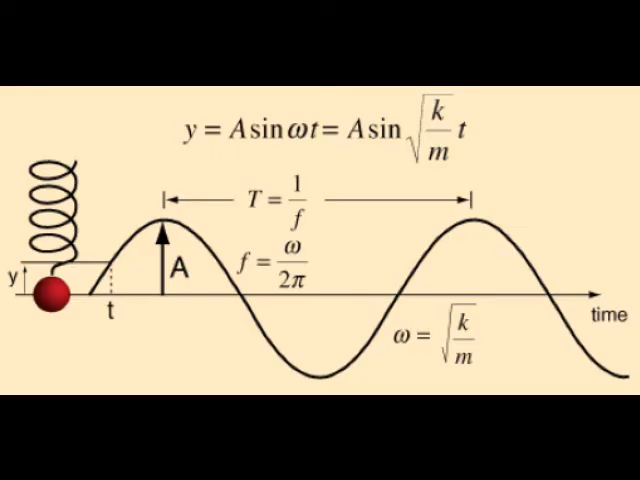 y = A sin ωt = A sin √(k/m) t
T = 1/f
A
f = ω/2π
y
t
time
ω = √(k/m)